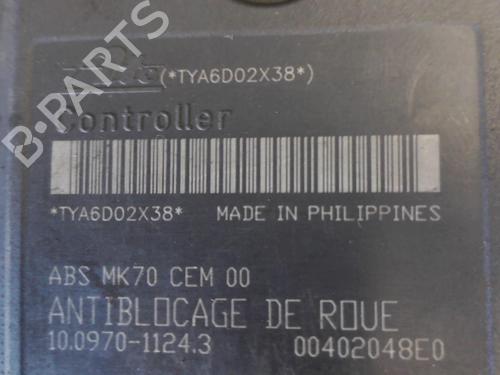 (*TYA6D02X38*)
Controller
*TYA6D02X38* MADE IN PHILIPPINES
ABS MK70 CEM 00
ANTIBLOCAGE DE ROUE
10.0970-1124.3 00402048E0
B-PARTS